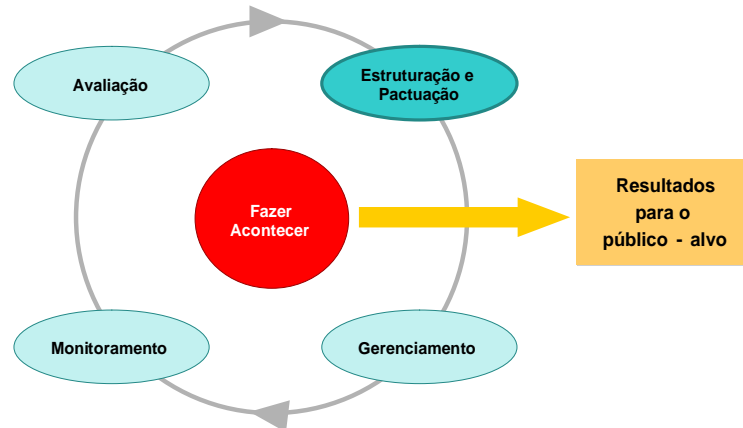 Avaliação
Estruturação e
Pactuação
Fazer
Acontecer
Resultados
para o
público - alvo
Monitoramento
Gerenciamento